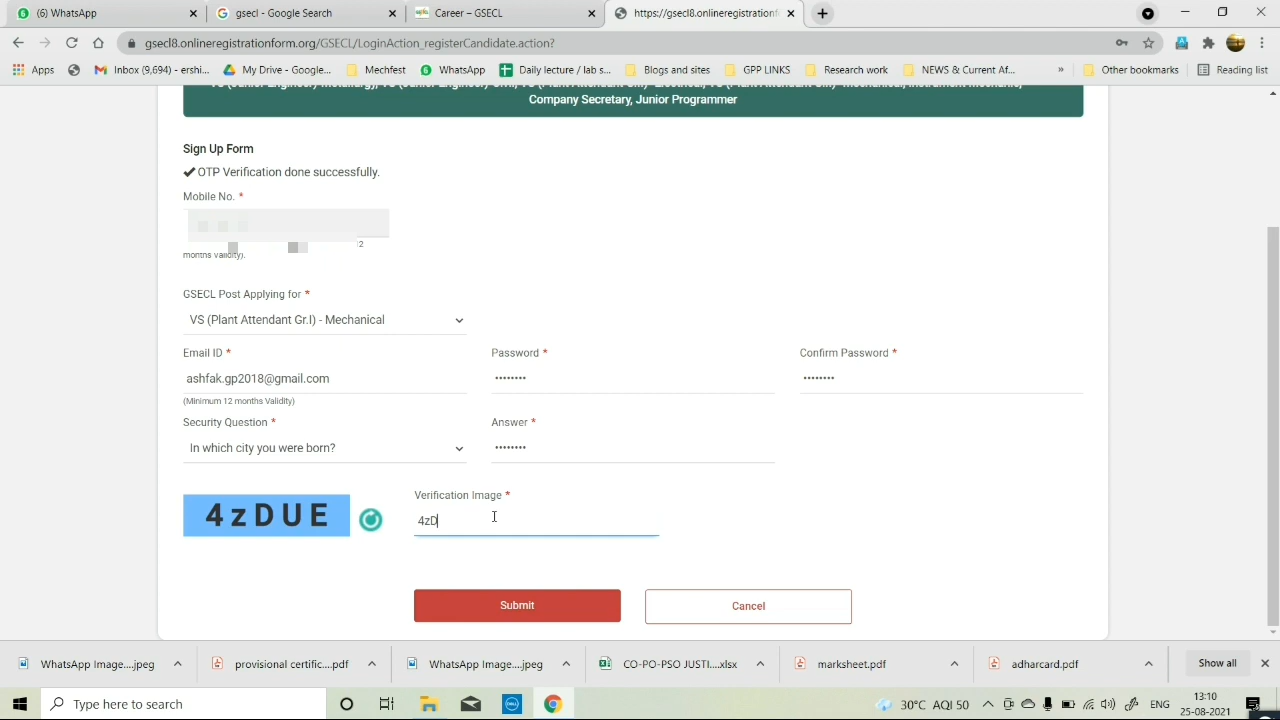 (6) WhatsApp
gsecl - Google Search
Career – GSECL
https://gsecl8.onlineregistrationform.org
gsecl8.onlineregistrationform.org/GSECL/LoginAction_registerCandidate.action?
Apps
Inbox (9,694) - ershi...
My Drive - Google...
Mechfest
WhatsApp
Daily lecture / lab s...
Blogs and sites
GPP LINKS
Research work
NEWS & Current Af...
»
Other bookmarks
Reading list
Company Secretary, Junior Programmer
Sign Up Form
OTP Verification done successfully.
Mobile No. *
months validity).
GSECL Post Applying for *
VS (Plant Attendant Gr.I) - Mechanical
Email ID *
Password *
Confirm Password *
ashfak.gp2018@gmail.com
••••••••
••••••••
(Minimum 12 months Validity)
Security Question *
Answer *
In which city you were born?
••••••••
4zDUE
Verification Image *
4zD
Submit
Cancel
WhatsApp Image....jpeg
provisional certific....pdf
WhatsApp Image....jpeg
CO-PO-PSO JUSTI....xlsx
marksheet.pdf
adharcard.pdf
Show all
Type here to search
30°C AQI 50
ENG
13:10
25-08-2021